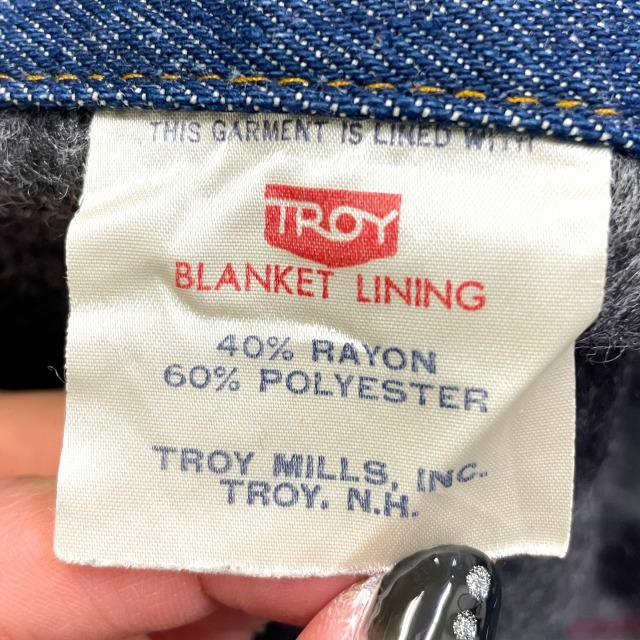 THIS GARMENT IS LINED WITH
TROY
BLANKET LINING
40% RAYON
60% POLYESTER
TROY MILLS, INC.
TROY, N.H.